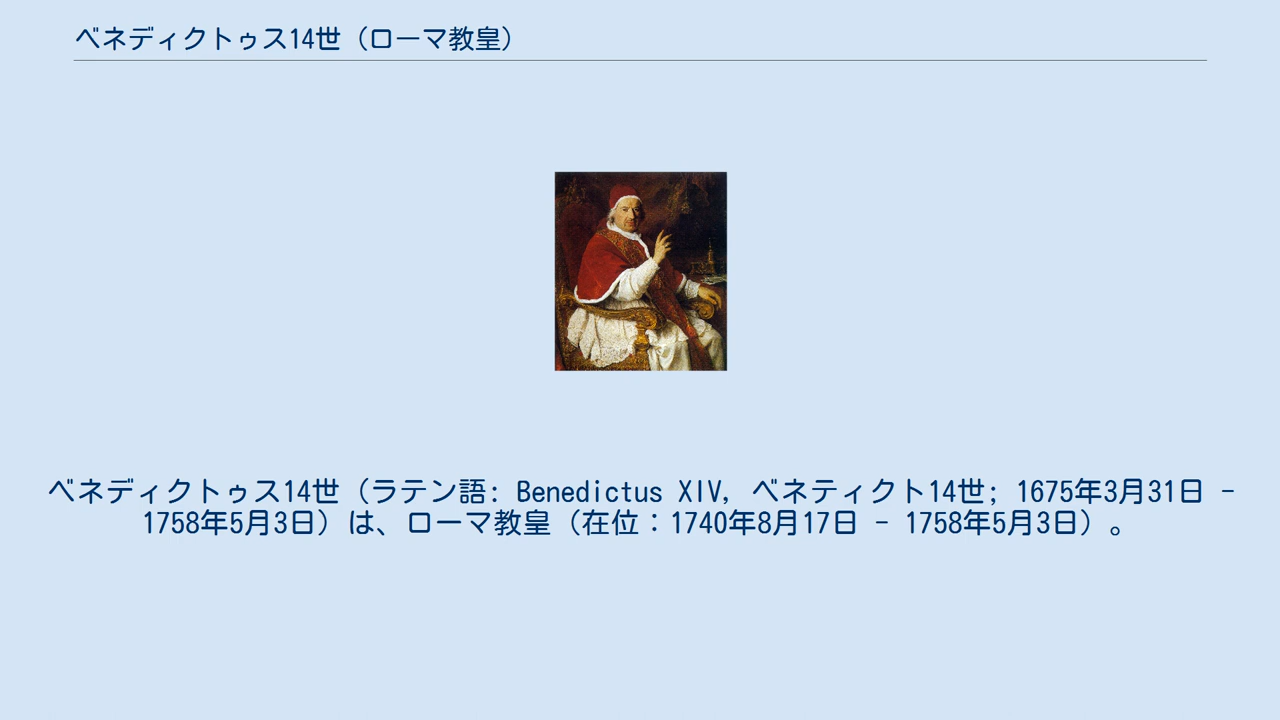 ベネディクトゥス14世（ローマ教皇）
ベネディクトゥス14世（ラテン語: Benedictus XIV, ベネティクト14世; 1675年3月31日 -
1758年5月3日）は、ローマ教皇（在位：1740年8月17日 - 1758年5月3日）。